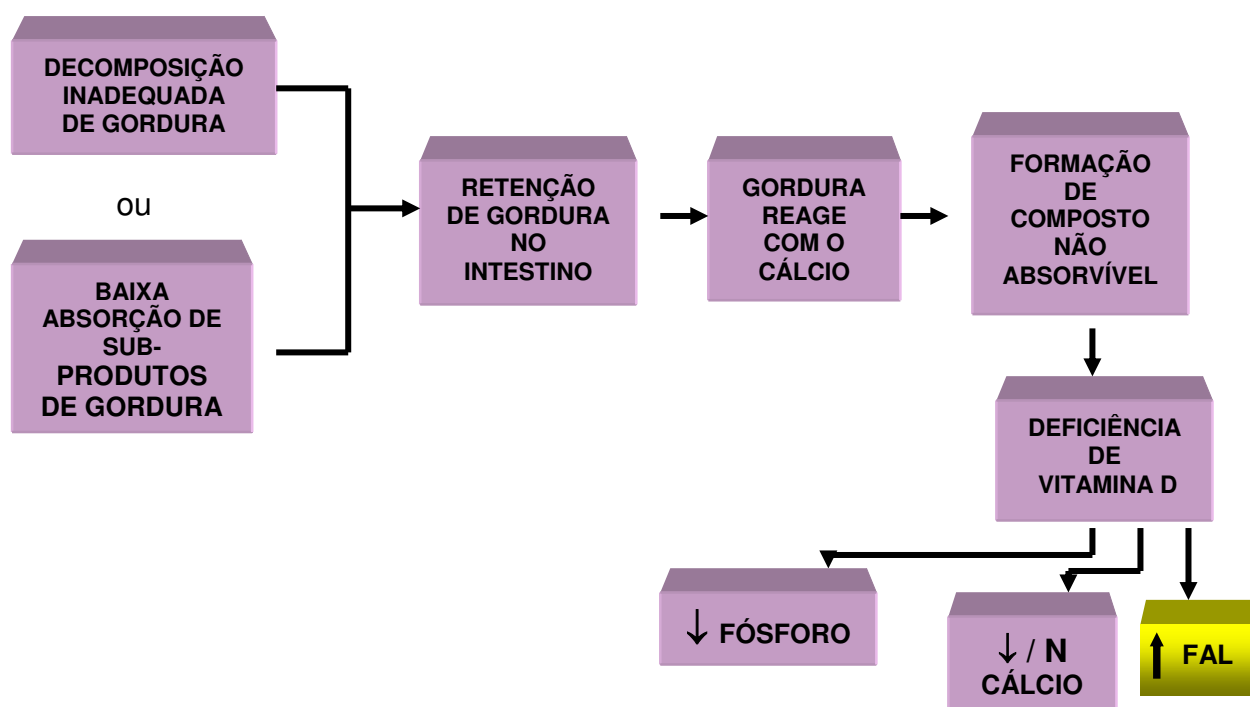 DECOMPOSIÇÃO
INADEQUADA
DE GORDURA
ou
BAIXA
ABSORÇÃO DE
SUB-
PRODUTOS
DE GORDURA
RETENÇÃO
DE GORDURA
NO
INTESTINO
GORDURA
REAGE
COM O
CÁLCIO
FORMAÇÃO
DE
COMPOSTO
NÃO
ABSORVÍVEL
DEFICIÊNCIA
DE
VITAMINA D
↓ FÓSFORO
↓ / N
CÁLCIO
↑ FAL